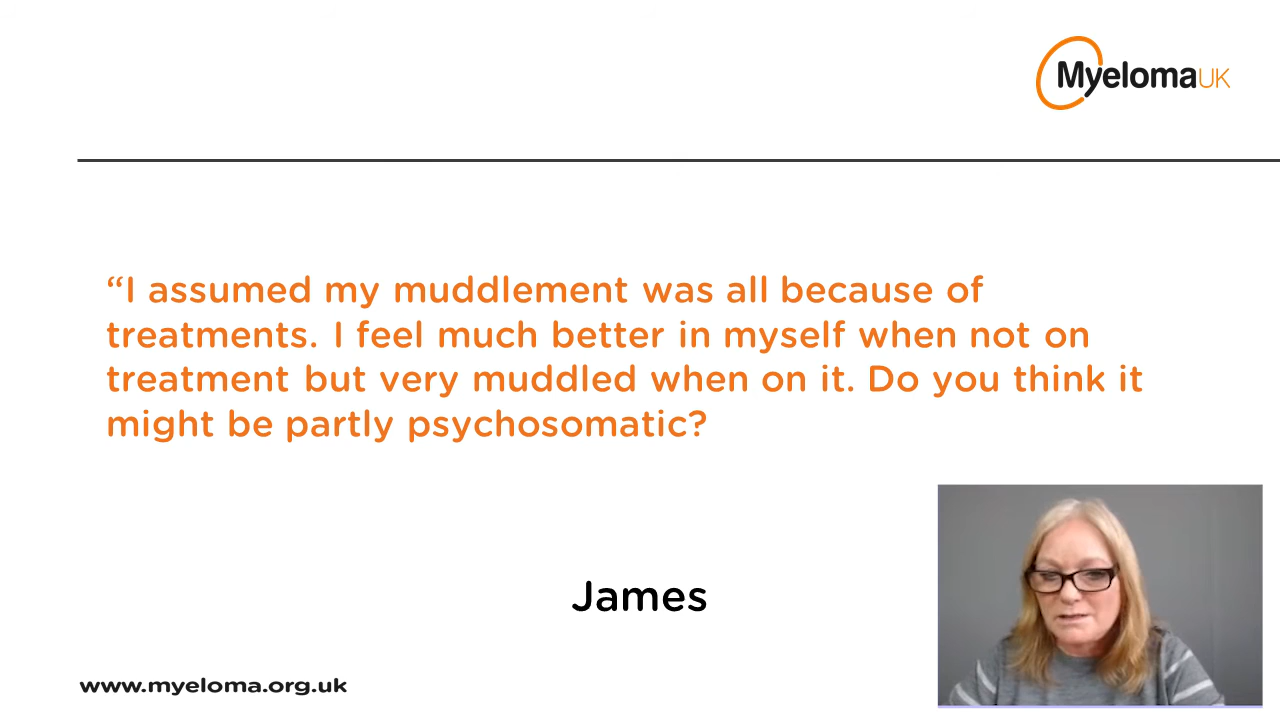 MyelomaUK
“I assumed my muddlement was all because of
treatments. I feel much better in myself when not on
treatment but very muddled when on it. Do you think it
might be partly psychosomatic?
James
www.myeloma.org.uk